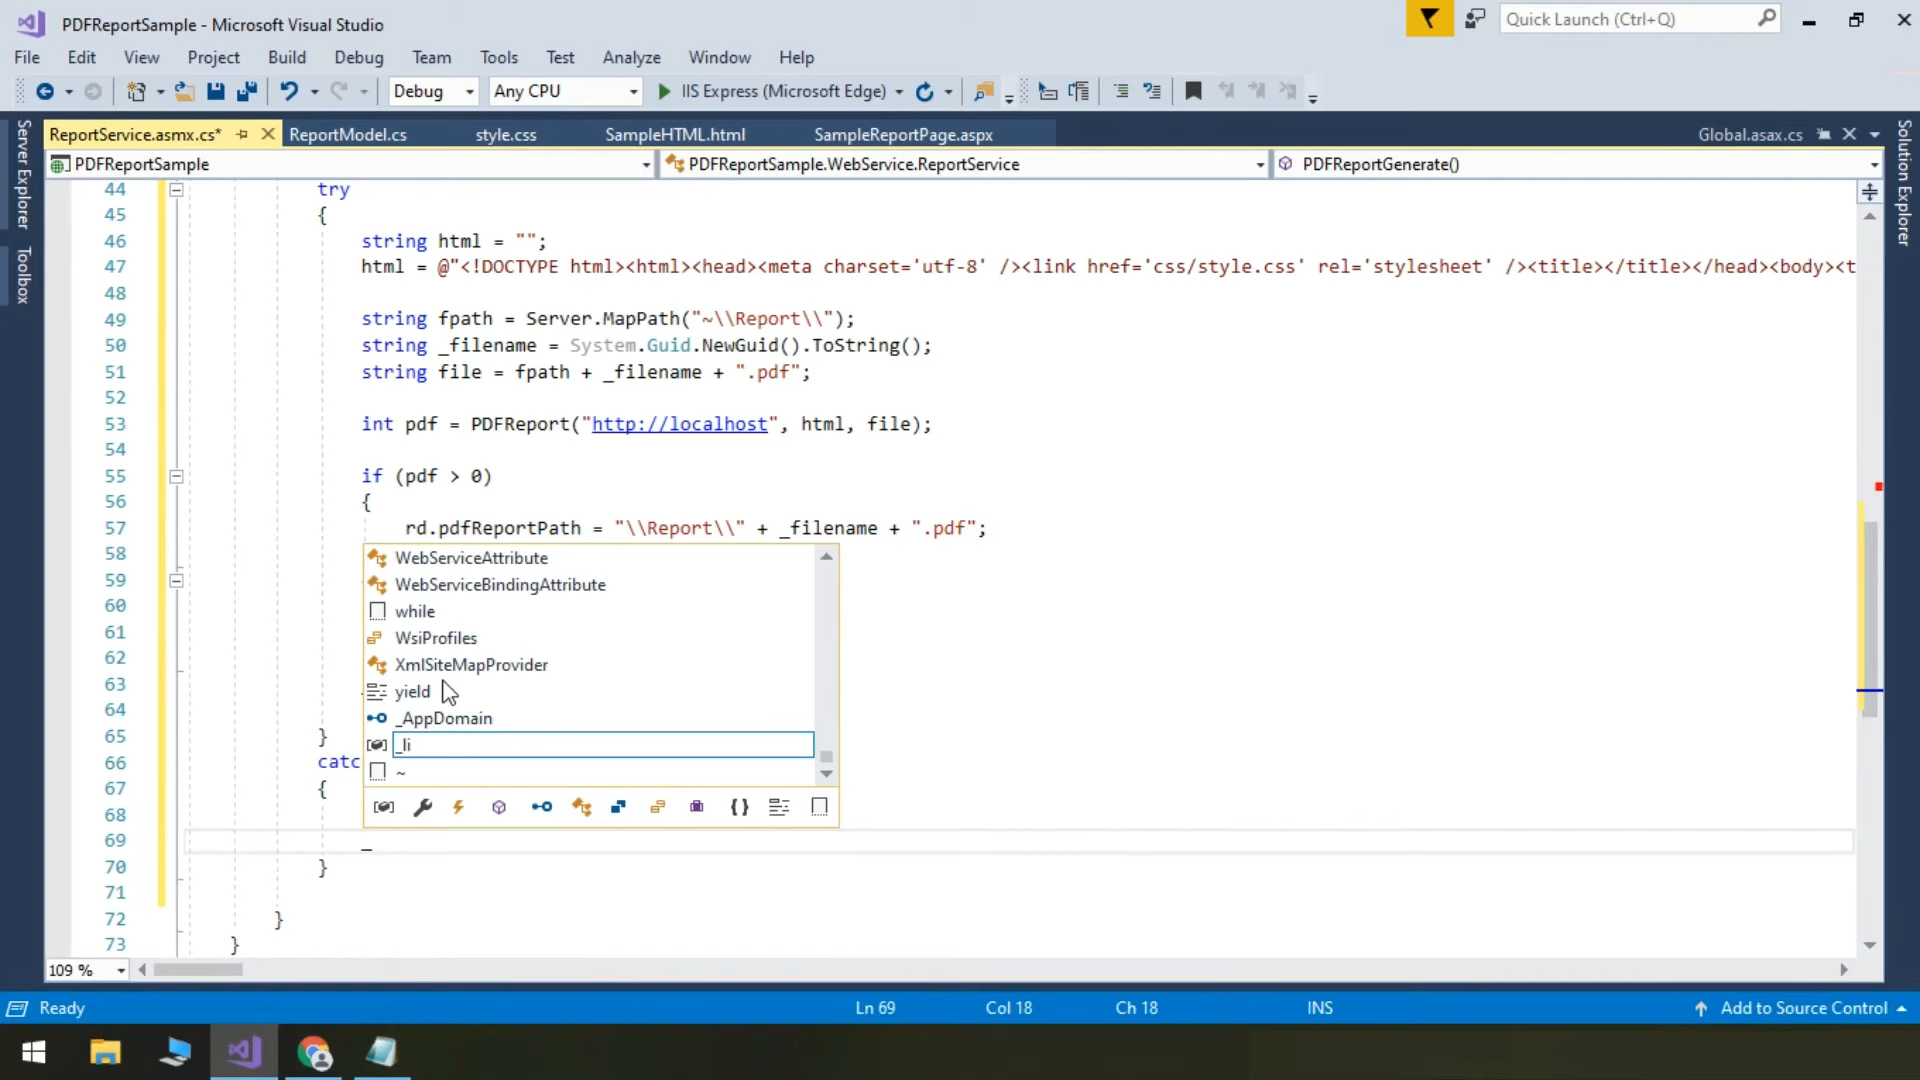 PDFReportSample - Microsoft Visual Studio
Quick Launch (Ctrl+Q)
File Edit View Project Build Debug Team Tools Test Analyze Window Help
Debug Any CPU IIS Express (Microsoft Edge)
ReportService.asmx.cs* ReportModel.cs style.css SampleHTML.html SampleReportPage.aspx Global.asax.cs
PDFReportSample PDFReportSample.WebService.ReportService PDFReportGenerate()
Server Explorer
Toolbox
Solution Explorer
44 try
45 {
46 string html = "";
47 html = @"<!DOCTYPE html><html><head><meta charset='utf-8' /><link href='css/style.css' rel='stylesheet' /><title></title></head><body><t
48
49 string fpath = Server.MapPath("~\\Report\\");
50 string _filename = System.Guid.NewGuid().ToString();
51 string file = fpath + _filename + ".pdf";
52
53 int pdf = PDFReport("http://localhost", html, file);
54
55 if (pdf > 0)
56 {
57 rd.pdfReportPath = "\\Report\\" + _filename + ".pdf";
58
59
60
61
62
63
64
65 }
66 catc
67 {
68
69 _
70 }
71
72 }
73 }
WebServiceAttribute
WebServiceBindingAttribute
while
WsiProfiles
XmlSiteMapProvider
yield
_AppDomain
_li
~
109 %
Ready Ln 69 Col 18 Ch 18 INS Add to Source Control